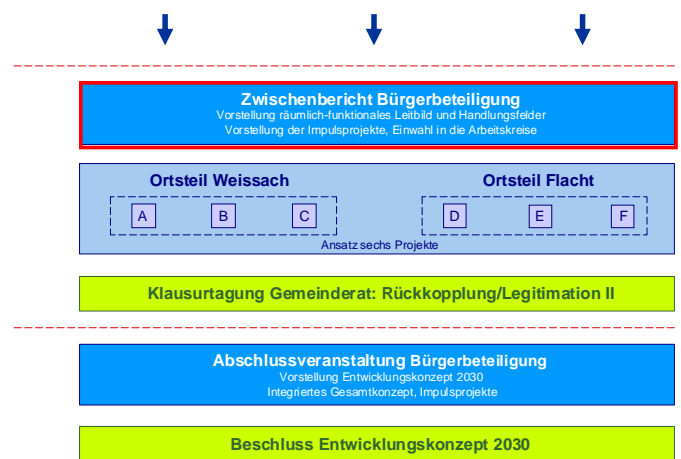 Zwischenbericht Bürgerbeteiligung
Vorstellung räumlich-funktionales Leitbild und Handlungsfelder
Vorstellung der Impulsprojekte, Einwahl in die Arbeitskreise
Ortsteil Weissach
Ortsteil Flacht
A B C D E F
Ansatz sechs Projekte
Klausurtagung Gemeinderat: Rückkopplung/Legitimation II
Abschlussveranstaltung Bürgerbeteiligung
Vorstellung Entwicklungskonzept 2030
Integriertes Gesamtkonzept, Impulsprojekte
Beschluss Entwicklungskonzept 2030